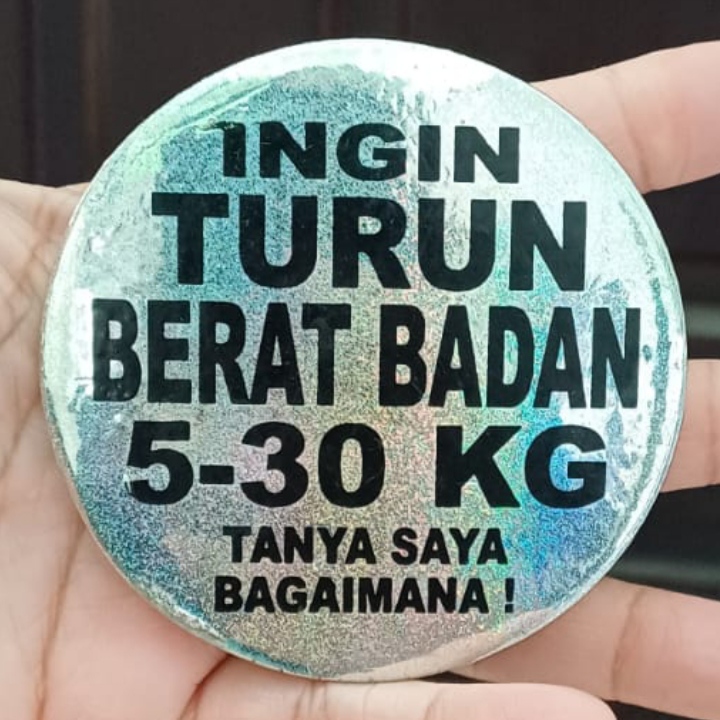 INGIN
TURUN
BERAT BADAN
5-30 KG
TANYA SAYA
BAGAIMANA !